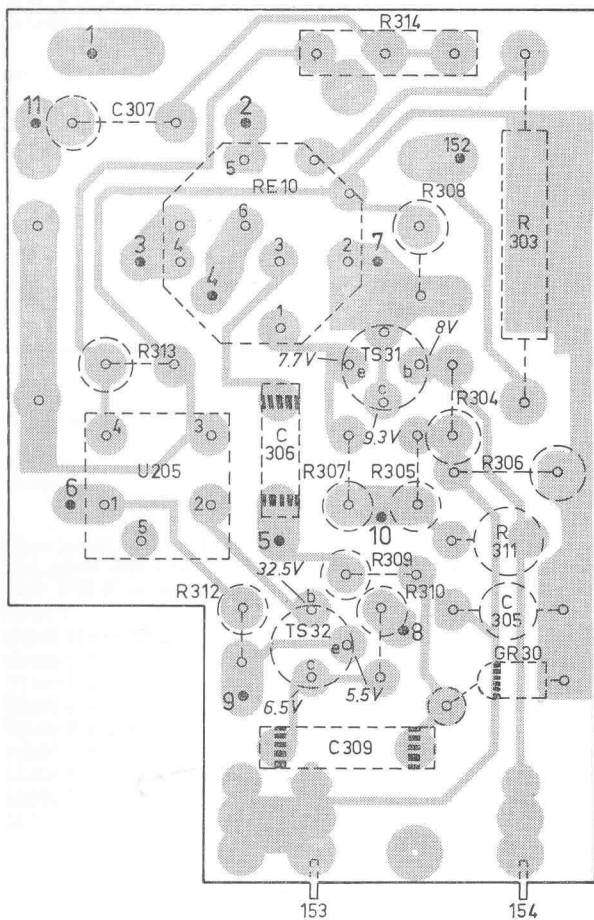 1
R314
11
C307
2
5
152
RE10
R308
R
303
6
3
4
4
3
2
7
1
8V
TS31
7.7V
e
b
R313
c
9.3V
R304
4
3
C
306
U205
R306
R307
R305
6
1
2
5
5
10
R
311
32.5V
R309
R312
b
R310
C
305
TS32
8
e
GR30
c
9
6.5V
5.5V
C309
153
154